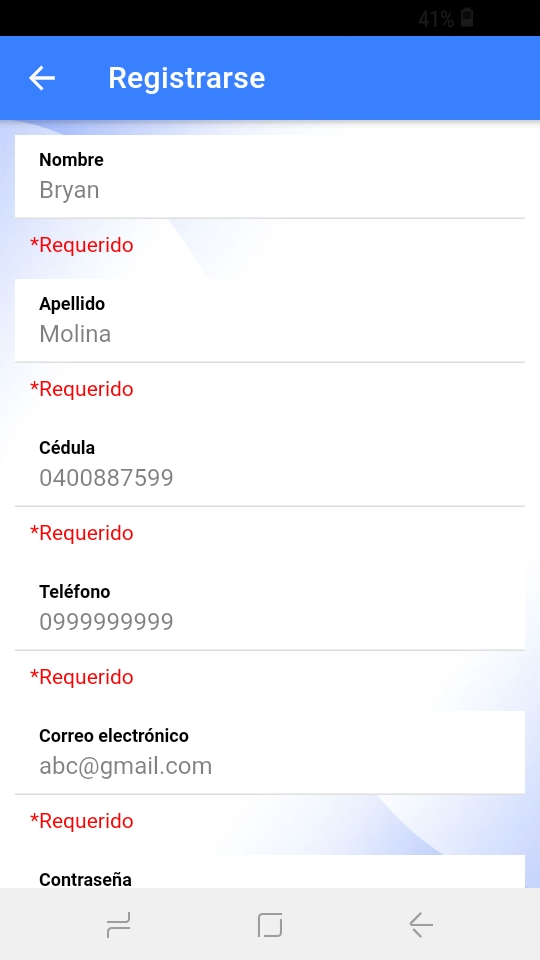 41%
Registrarse
Nombre
Bryan
*Requerido
Apellido
Molina
*Requerido
Cédula
0400887599
*Requerido
Teléfono
0999999999
*Requerido
Correo electrónico
abc@gmail.com
*Requerido
Contraseña